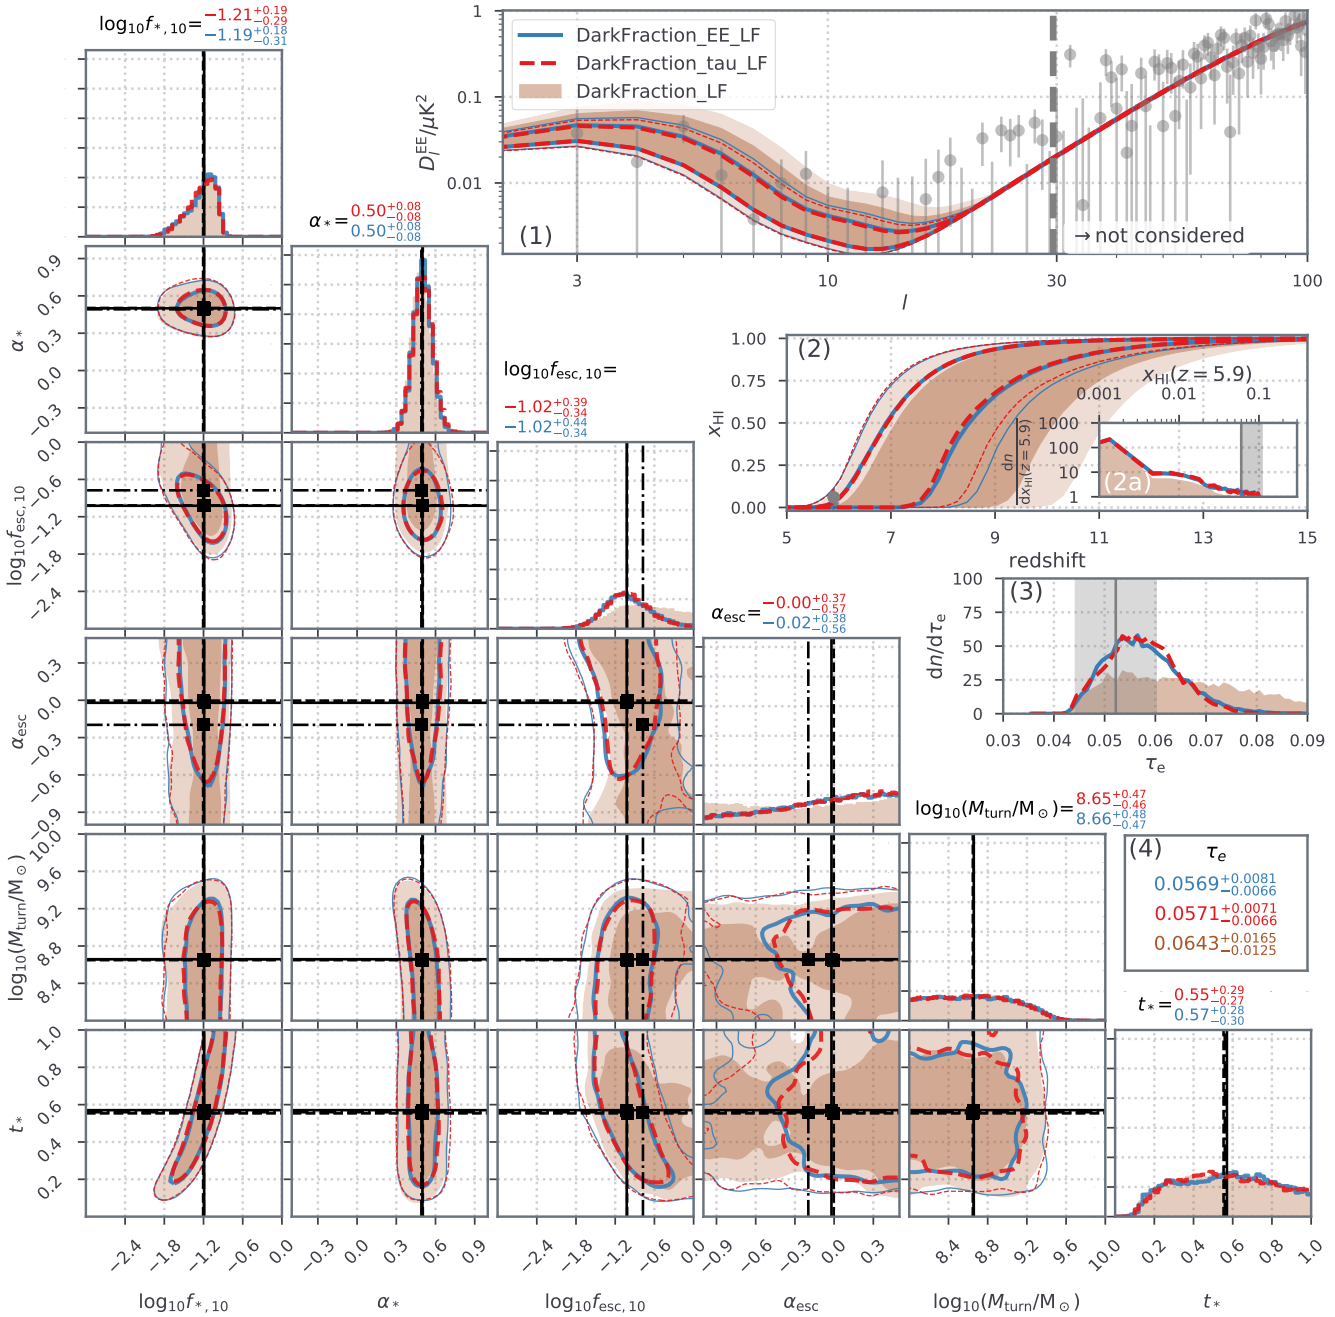 log10 f*,10 = −1.21 +0.19 −0.29
−1.19 +0.18 −0.31
DarkFraction_EE_LF
DarkFraction_tau_LF
DarkFraction_LF
D_l^EE/μK²
1
0.1
0.01
(1)
→ not considered
3 10 30 100
l
α* = 0.50 +0.08 −0.08
0.50 +0.08 −0.08
α*
0.9
0.6
0.3
0.0
−0.3
log10 fesc,10 =
−1.02 +0.39 −0.34
−1.02 +0.44 −0.34
(2)
xHI
1.00
0.75
0.50
0.25
0.00
5 7 9 11 13 15
redshift
xHI(z = 5.9)
0.001 0.01 0.1
dn
dxHI(z = 5.9)
1000
100
10
1
(2a)
log10 fesc,10
0.0
−0.6
−1.2
−1.8
−2.4
αesc = −0.00 +0.37 −0.57
−0.02 +0.38 −0.56
(3)
dn/dτe
100
75
50
25
0
0.03 0.04 0.05 0.06 0.07 0.08 0.09
τe
αesc
0.3
0.0
−0.3
−0.6
−0.9
log10(Mturn/M⊙) = 8.65 +0.47 −0.46
8.66 +0.48 −0.47
(4)
τe
0.0569 +0.0081 −0.0066
0.0571 +0.0071 −0.0066
0.0643 +0.0165 −0.0125
log10(Mturn/M⊙)
10.0
9.6
9.2
8.8
8.4
t* = 0.55 +0.29 −0.27
0.57 +0.28 −0.30
t*
1.0
0.8
0.6
0.4
0.2
−2.4 −1.8 −1.2 −0.6 0.0
−0.3 0.0 0.3 0.6 0.9
−2.4 −1.8 −1.2 −0.6 0.0
−0.9 −0.6 −0.3 0.0 0.3
8.4 8.8 9.2 9.6 10.0
0.2 0.4 0.6 0.8 1.0
log10 f*,10
α*
log10 fesc,10
αesc
log10(Mturn/M⊙)
t*